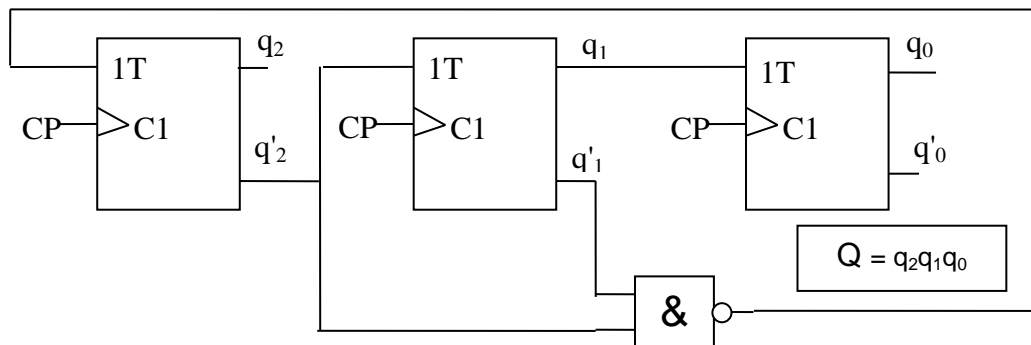 q₂
q₁
q₀
1T
1T
1T
CP
C1
CP
C1
CP
C1
q'₂
q'₁
q'₀
Q = q₂q₁q₀
&